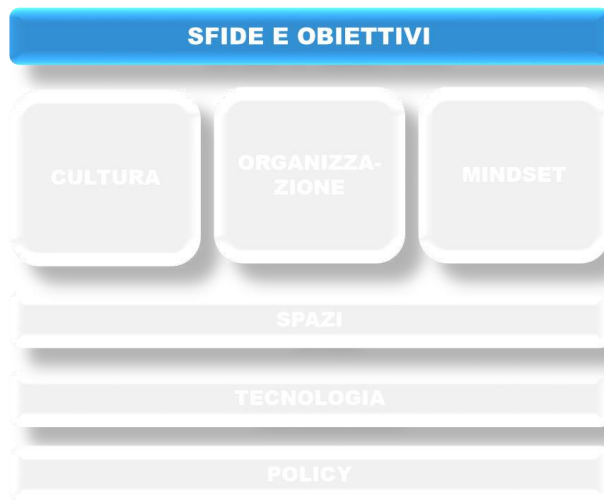 SFIDE E OBIETTIVI
CULTURA
ORGANIZZA-
ZIONE
MINDSET
SPAZI
TECNOLOGIA
POLICY